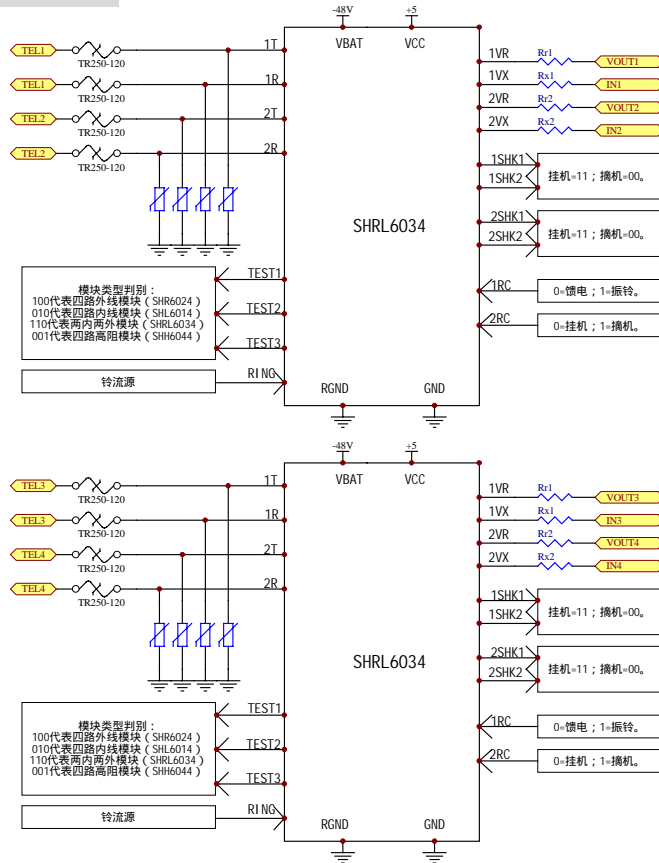 -48V +5
VBAT VCC
TEL1 TR250-120 1T
TEL1 TR250-120 1R
TEL2 TR250-120 2T
TEL2 TR250-120 2R
1VR Rr1 VOUT1
1VX Rx1 IN1
2VR Rr2 VOUT2
2VX Rx2 IN2
1SHK1
1SHK2
挂机=11；摘机=00。
SHRL6034
2SHK1
2SHK2
挂机=11；摘机=00。
模块类型判别：
100代表四路外线模块（SHR6024）
010代表四路内线模块（SHL6014）
110代表两内两外模块（SHRL6034）
001代表四路高阻模块（SHH6044）
TEST1
TEST2
TEST3
1RC 0=馈电；1=振铃。
2RC 0=挂机；1=摘机。
铃流源 RING
RGND GND
-48V +5
VBAT VCC
TEL3 TR250-120 1T
TEL3 TR250-120 1R
TEL4 TR250-120 2T
TEL4 TR250-120 2R
1VR Rr1 VOUT3
1VX Rx1 IN3
2VR Rr2 VOUT4
2VX Rx2 IN4
1SHK1
1SHK2
挂机=11；摘机=00。
SHRL6034
2SHK1
2SHK2
挂机=11；摘机=00。
模块类型判别：
100代表四路外线模块（SHR6024）
010代表四路内线模块（SHL6014）
110代表两内两外模块（SHRL6034）
001代表四路高阻模块（SHH6044）
TEST1
TEST2
TEST3
1RC 0=馈电；1=振铃。
2RC 0=挂机；1=摘机。
铃流源 RING
RGND GND